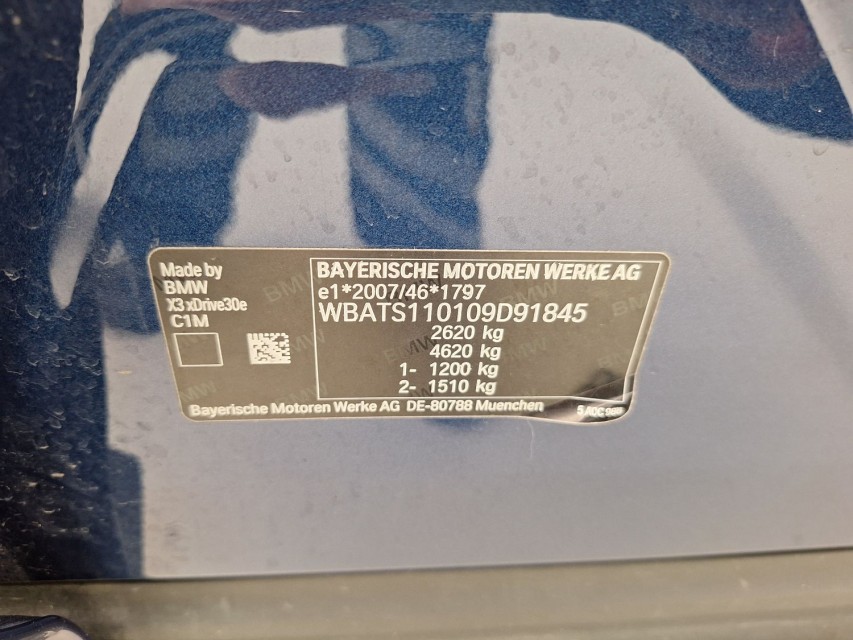 Made by
BMW
X3 xDrive30e
C1M
BAYERISCHE MOTOREN WERKE AG
e1*2007/46*1797
WBATS110109D91845
2620 kg
4620 kg
1- 1200 kg
2- 1510 kg
Bayerische Motoren Werke AG DE-80788 Muenchen